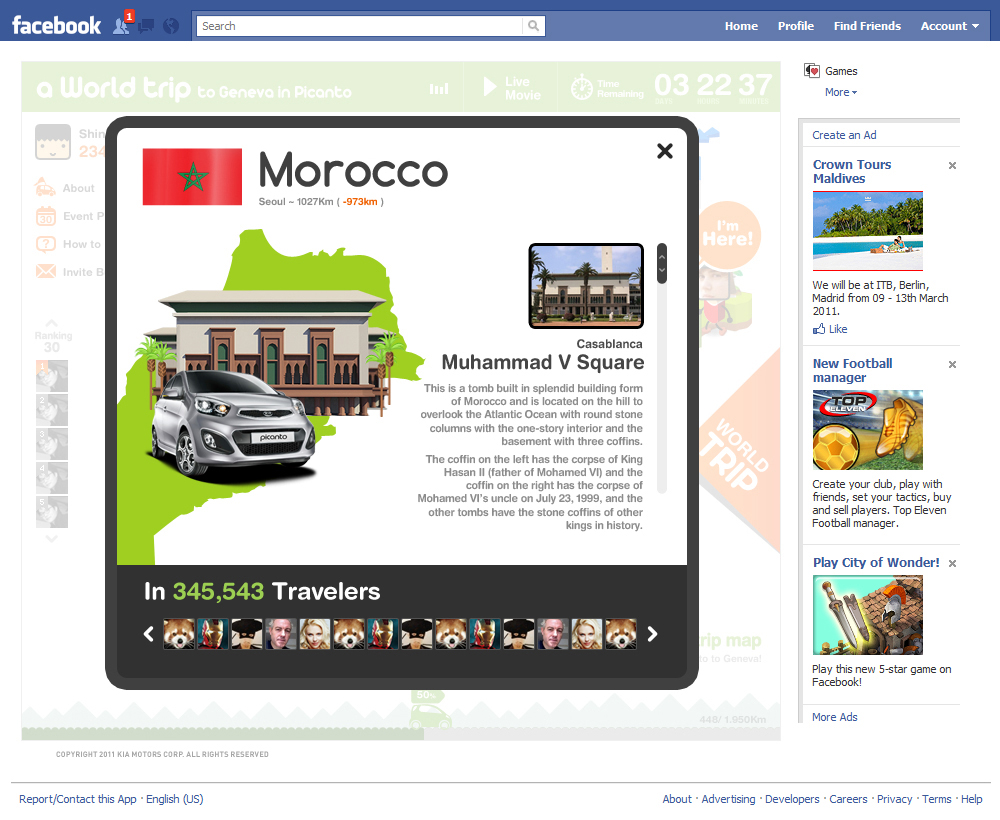 facebook
1
Search
Home
Profile
Find Friends
Account
a World trip to Geneva in Picanto
Live
Movie
Time
Remaining
03 22 37
Shin
234
About
Event P
30
How to
Invite B
Ranking
30
1
2
3
4
5
I'm
Here!
WORLD
TRIP
Morocco
Seoul ~ 1027Km ( -973km )
picanto
Casablanca
Muhammad V Square
This is a tomb built in splendid building form
of Morocco and is located on the hill to
overlook the Atlantic Ocean with round stone
columns with the one-story interior and the
basement with three coffins.
The coffin on the left has the corpse of King
Hasan II (father of Mohamed VI) and the
coffin on the right has the corpse of
Mohamed VI's uncle on July 23, 1999, and the
other tombs have the stone coffins of other
kings in history.
In 345,543 Travelers
rip map
to to Geneva!
50%
448/ 1.950Km
COPYRIGHT 2011 KIA MOTORS CORP. ALL RIGHTS RESERVED
Games
More
Create an Ad
Crown Tours
Maldives
We will be at ITB, Berlin,
Madrid from 09 - 13th March
2011.
Like
New Football
manager
TOP
ELEVEN
Create your club, play with
friends, set your tactics, buy
and sell players. Top Eleven
Football manager.
Play City of Wonder!
Play this new 5-star game on
Facebook!
More Ads
Report/Contact this App · English (US)
About · Advertising · Developers · Careers · Privacy · Terms · Help